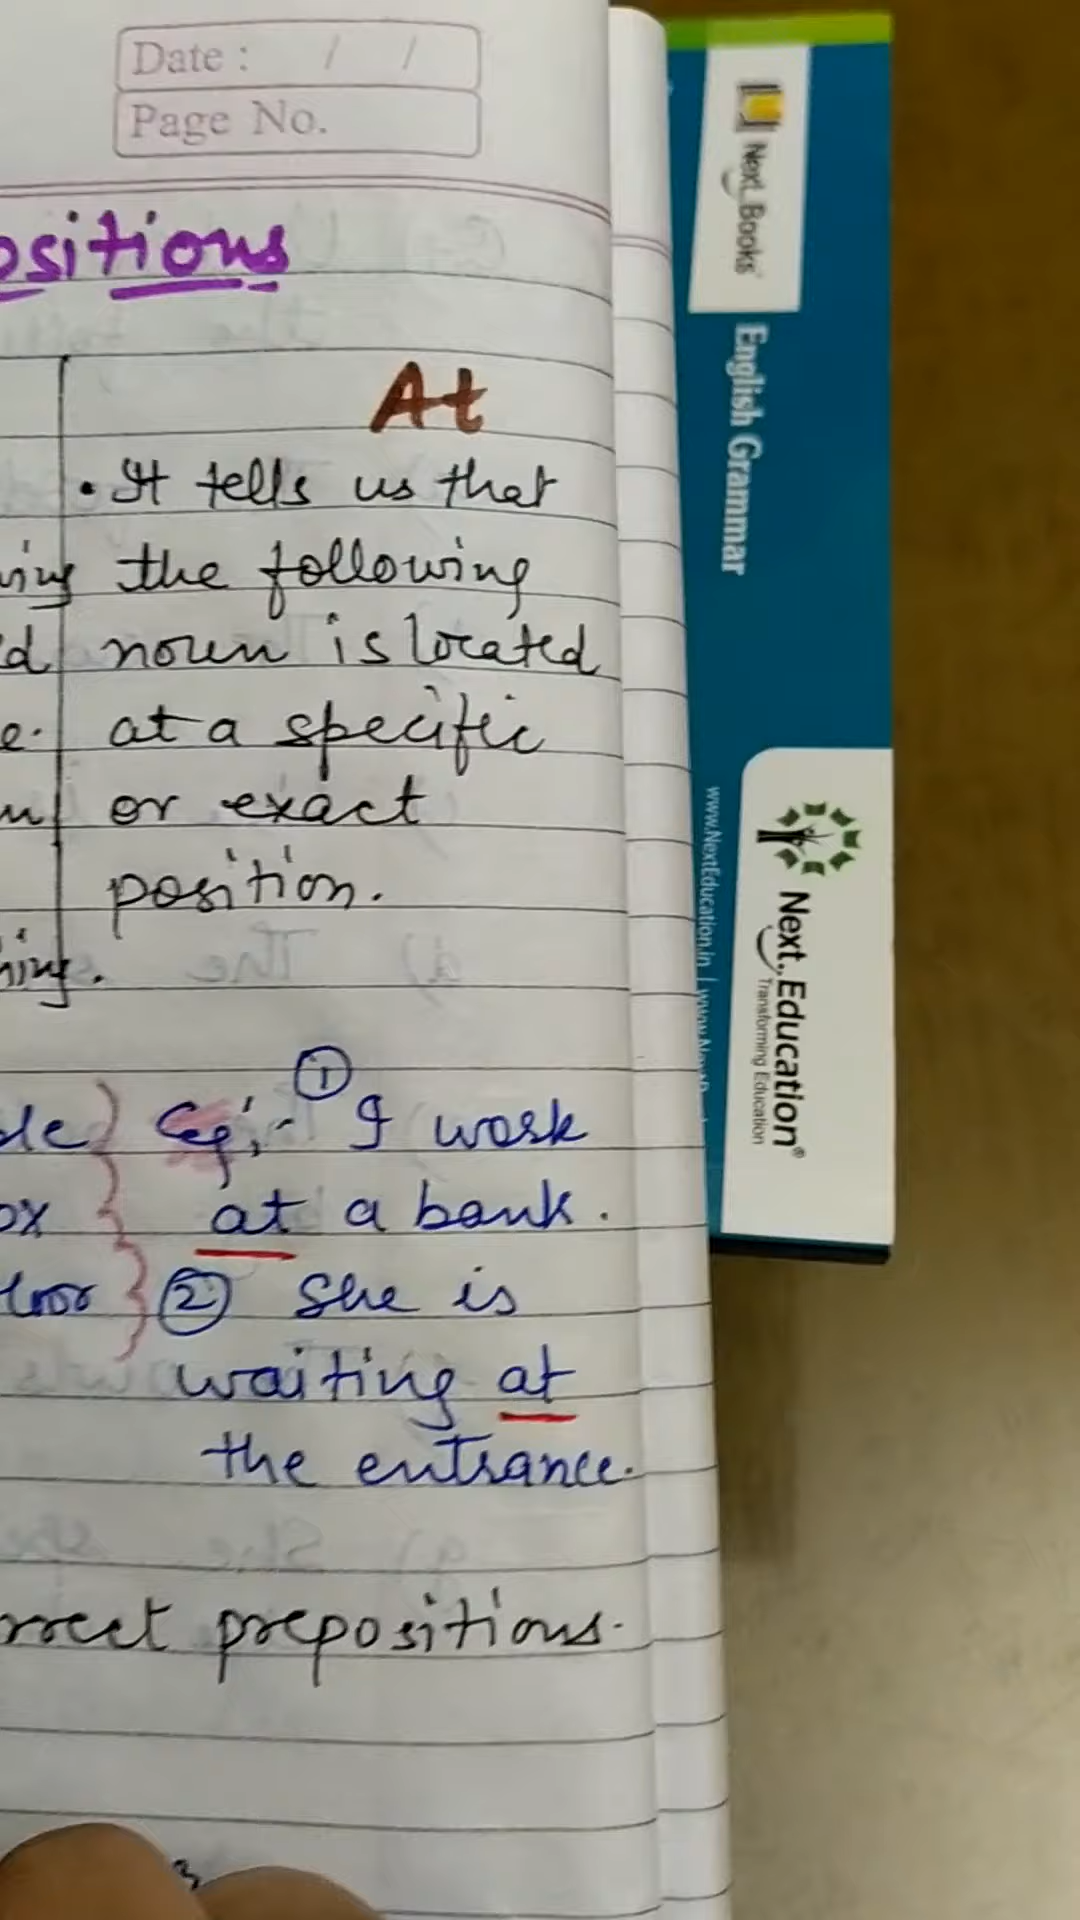 Date : / /
Page No.
ositions
At
. It tells us that
the following
noun is located
at a specific
or exact
position.
Eg:- ① I work
at a bank.
② She is
waiting at
the entrance.
prepositions.
Next Books
English Grammar
www.NextEducation.in
Next Education®
Transforming Education